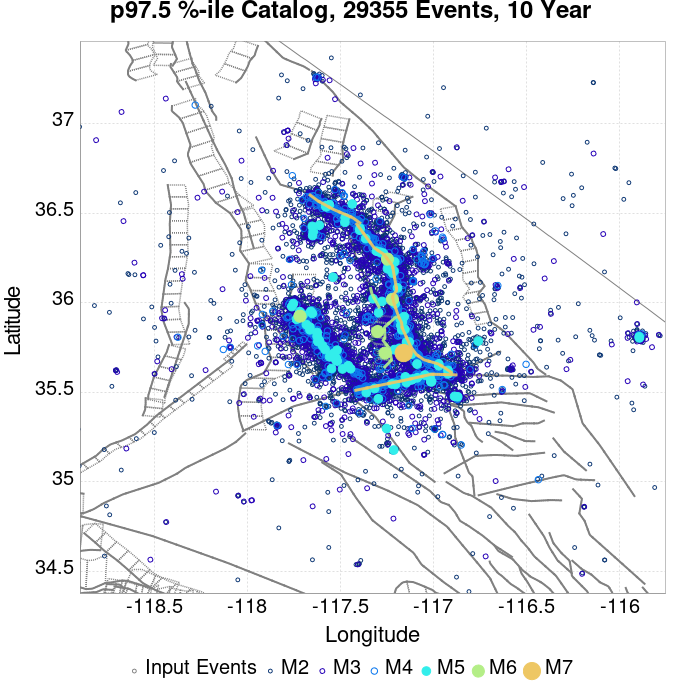 p97.5 %-ile Catalog, 29355 Events, 10 Year
37
36.5
36
35.5
35
34.5
Latitude
-118.5 -118 -117.5 -117 -116.5 -116
Longitude
Input Events M2 M3 M4 M5 M6 M7